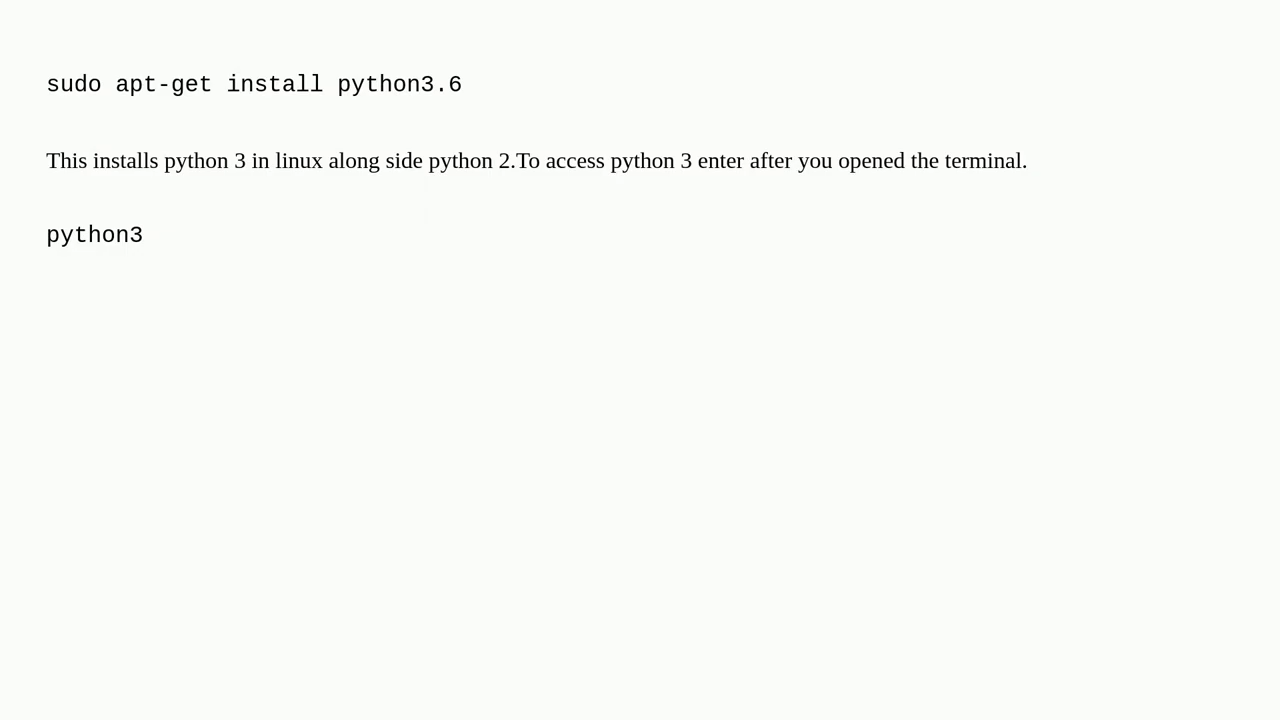 sudo apt-get install python3.6
This installs python 3 in linux along side python 2.To access python 3 enter after you opened the terminal.
python3